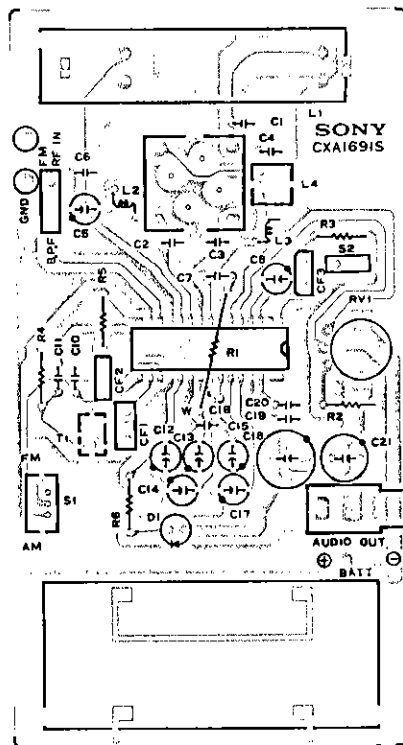 L1
C1
SONY
CXA1691S
C4
FM
RF IN
C6
L2
L4
GND
C5
BPF
C2
C3
L3
R3
S2
C7
C8
CF3
RV1
R5
R4
C11
C10
R1
CF2
C20
C19
R2
W
C18
T1
CF1
C12
C13
C15
C18
C21
FM
S1
C14
C17
R6
D1
AM
AUDIO OUT
BATT